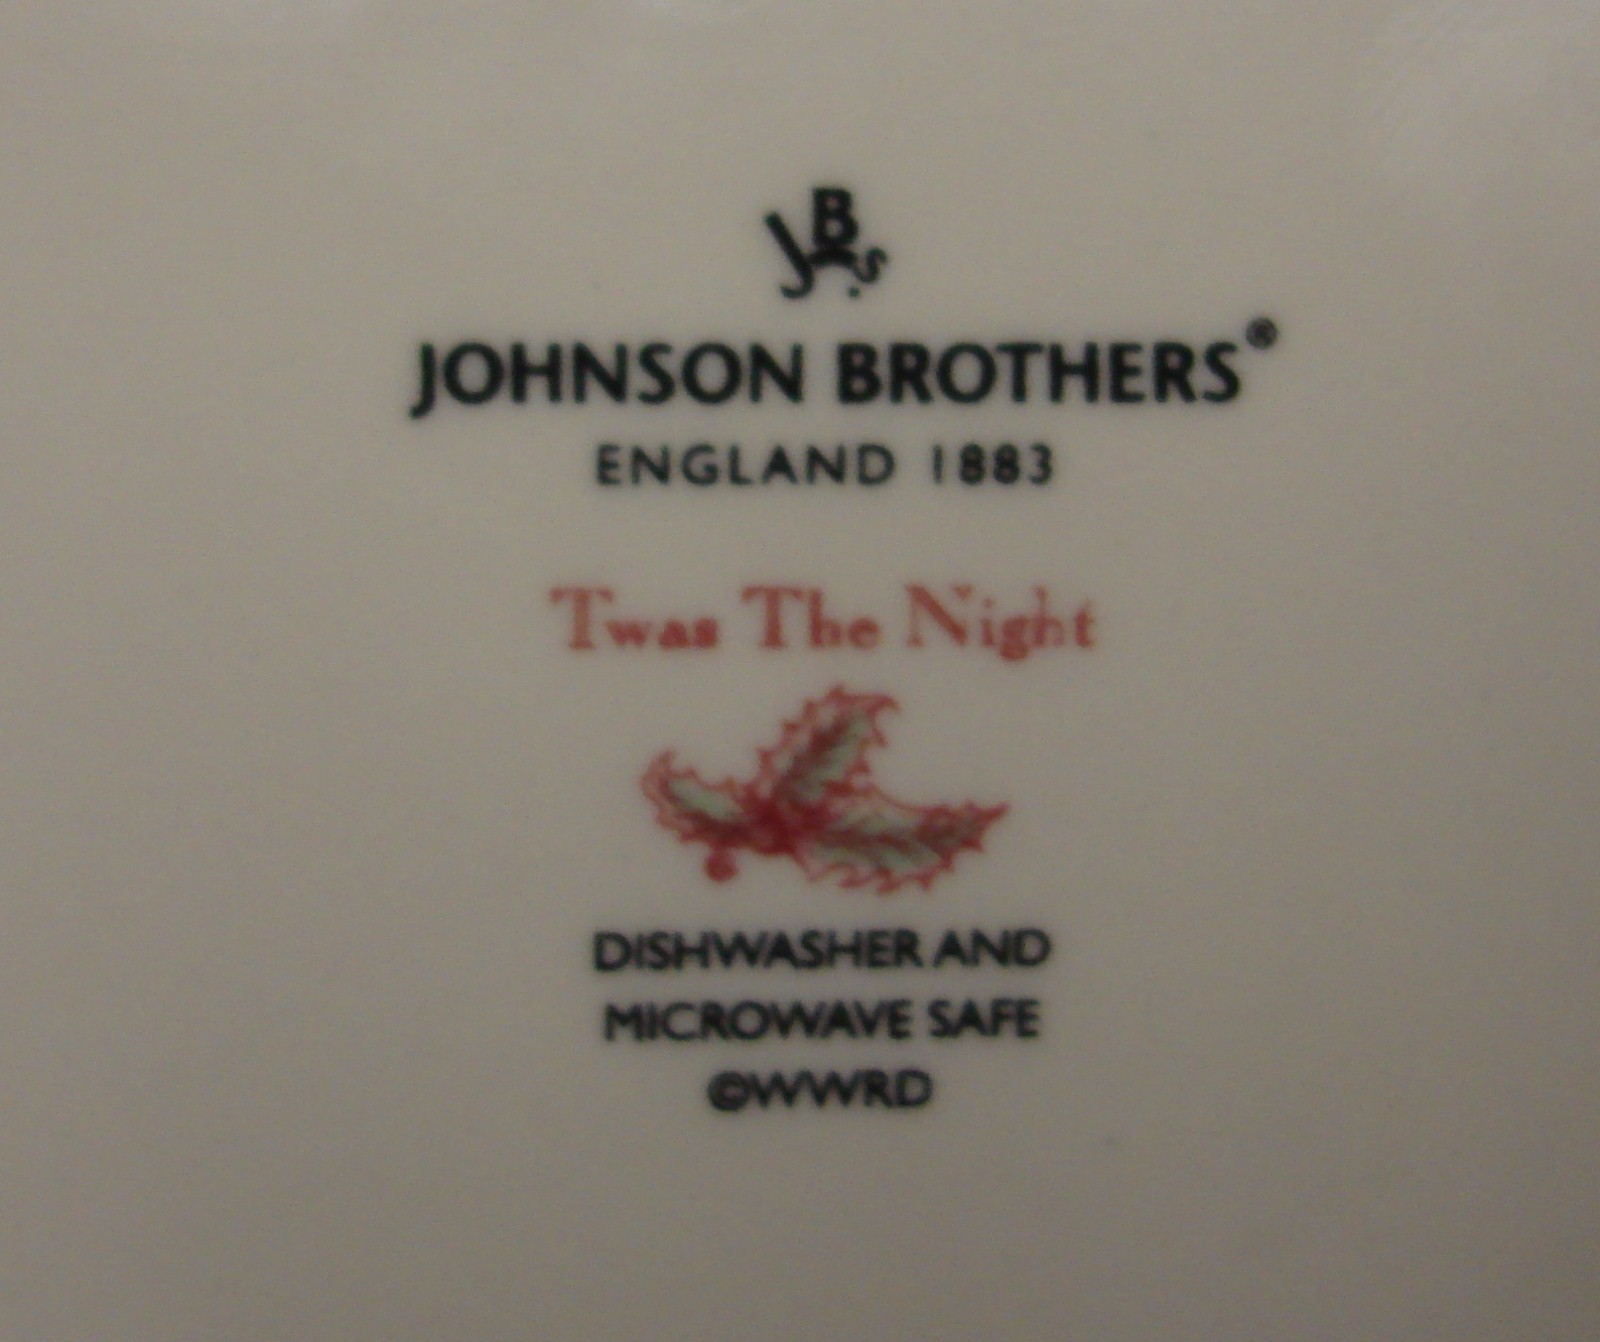 JBs.
JOHNSON BROTHERS®
ENGLAND 1883
Twas The Night
DISHWASHER AND
MICROWAVE SAFE
©WWRD